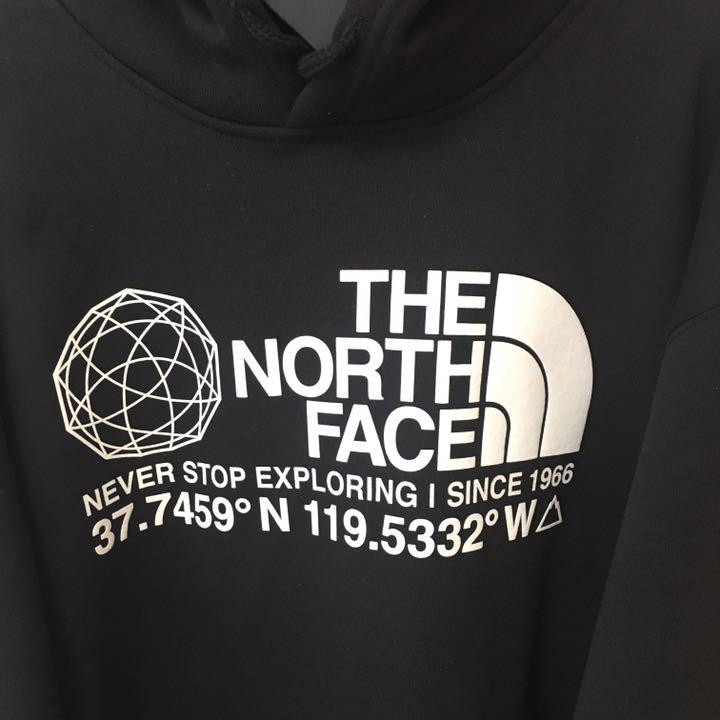 THE
NORTH
FACE
NEVER STOP EXPLORING | SINCE 1966
37.7459° N 119.5332° W